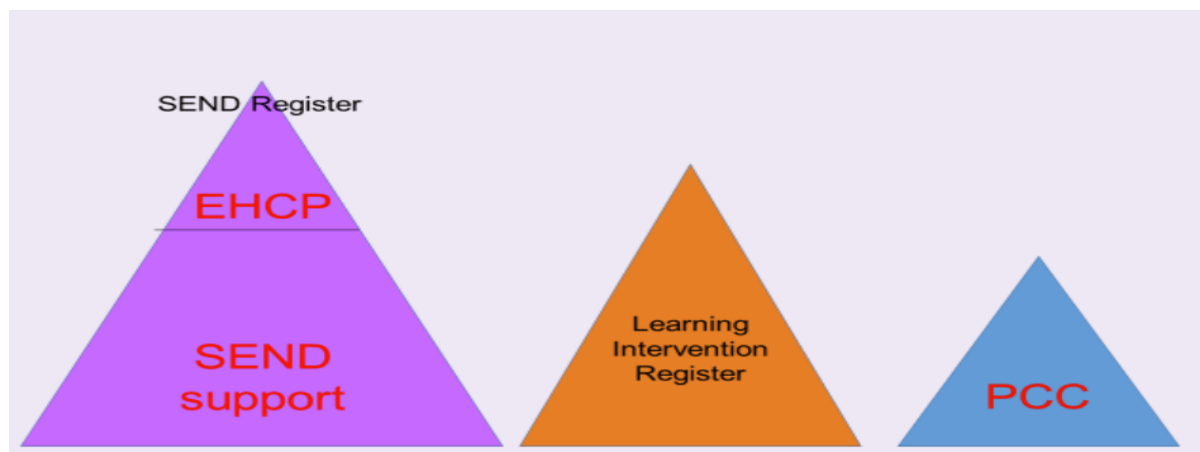 SEND Register
EHCP
SEND
support
Learning
Intervention
Register
PCC